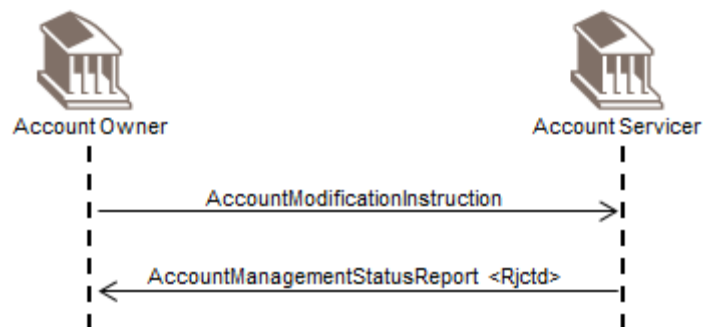 Account Owner
Account Servicer
AccountModificationInstruction
AccountManagementStatusReport <Rjctd>